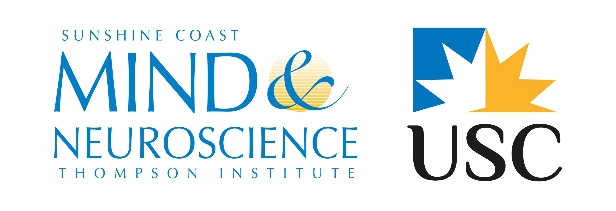 SUNSHINE COAST
MIND &
NEUROSCIENCE
THOMPSON INSTITUTE
USC